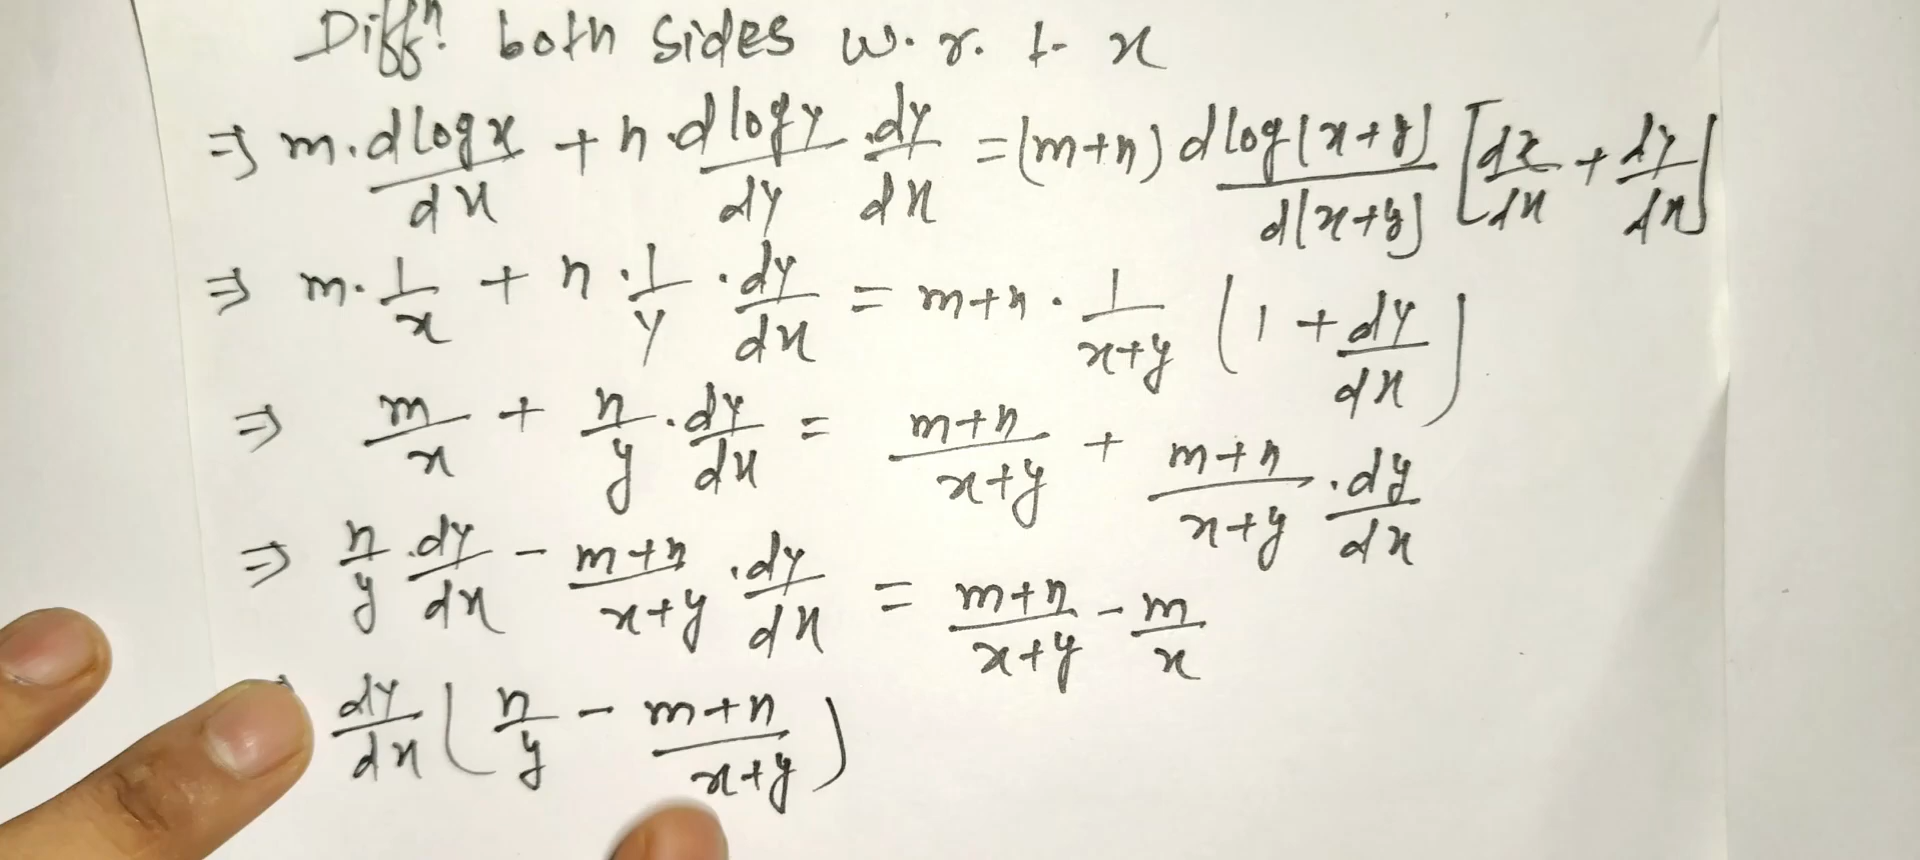 Diffⁿ. both sides w.r.t. x
⇒ m. dlogx/dx + n. dlogy/dy . dy/dx = (m+n) dlog(x+y)/d(x+y) [dx/dx + dy/dx]
⇒ m. 1/x + n . 1/y . dy/dx = m+n . 1/x+y (1 + dy/dx)
⇒ m/x + n/y . dy/dx = m+n/x+y + m+n/x+y . dy/dx
⇒ n/y . dy/dx - m+n/x+y . dy/dx = m+n/x+y - m/x
dy/dx ( n/y - m+n/x+y )